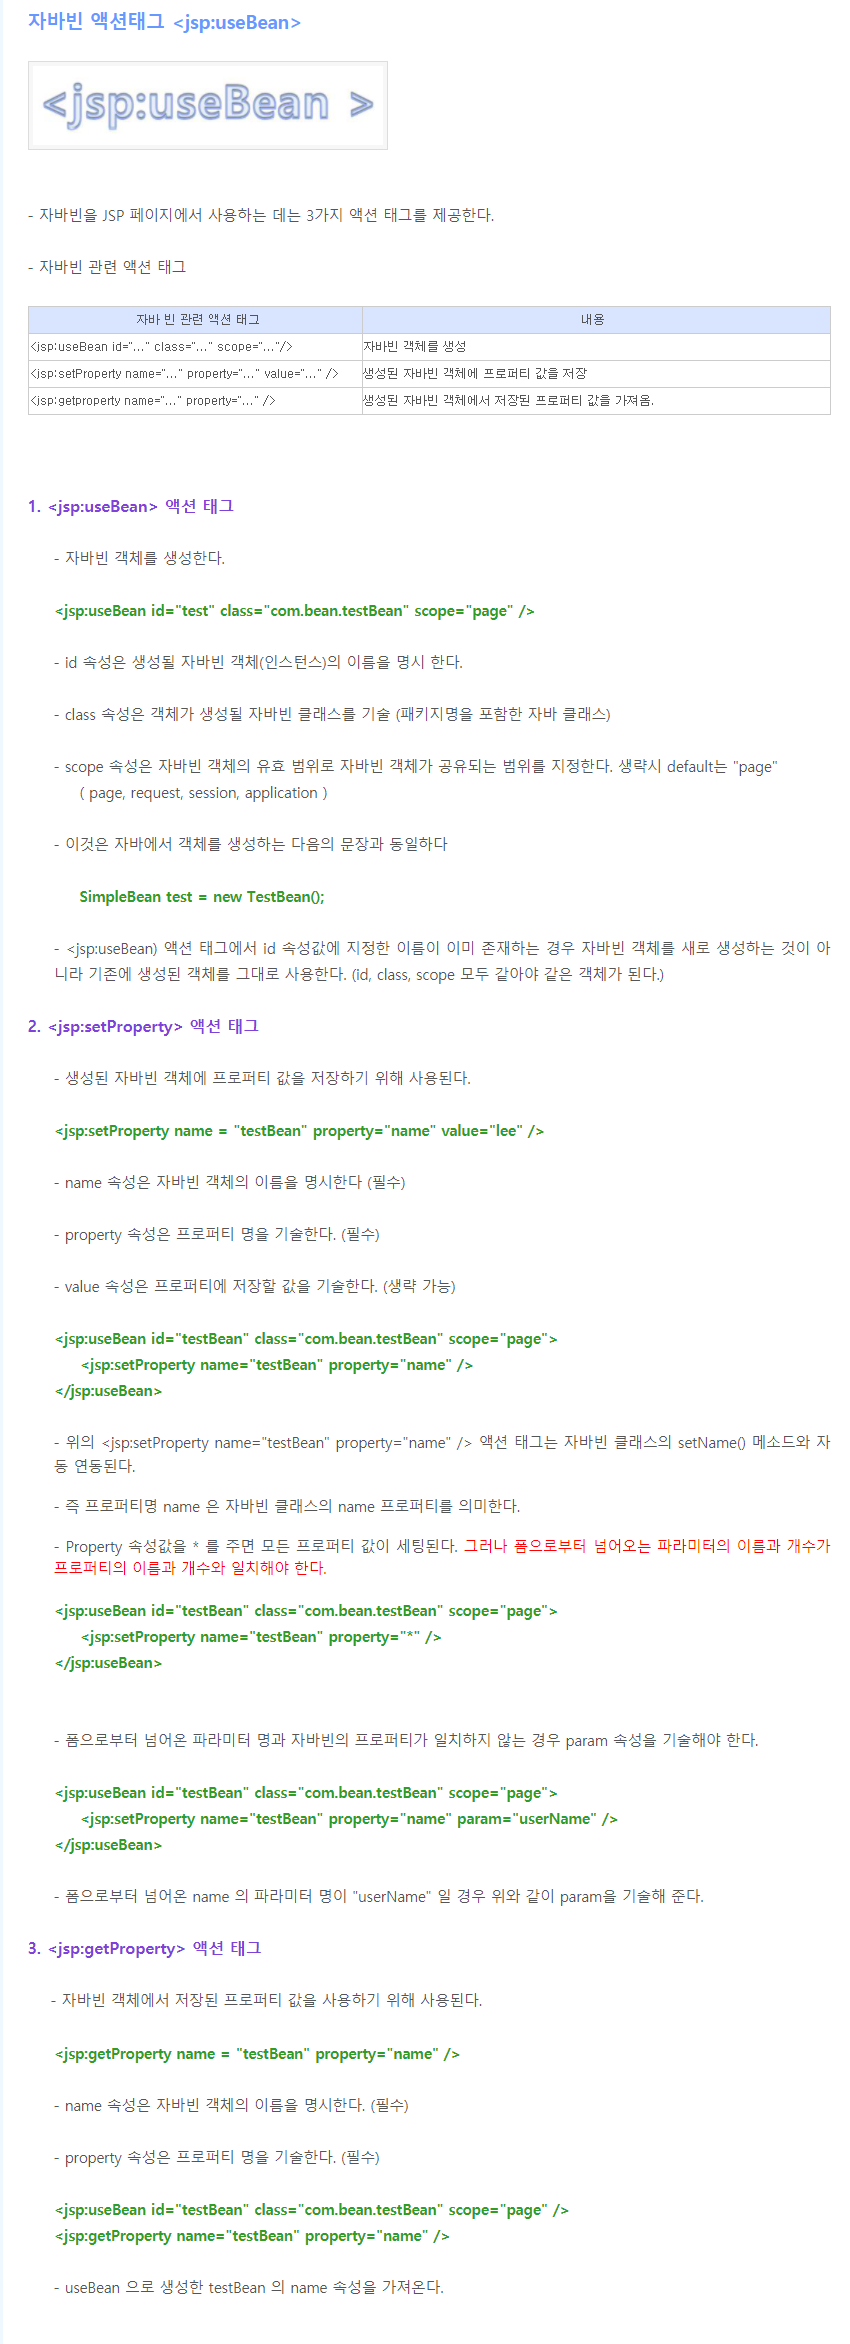 자바빈 액션태그 <jsp:useBean>
<jsp:useBean >
- 자바빈을 JSP 페이지에서 사용하는 데는 3가지 액션 태그를 제공한다.
- 자바빈 관련 액션 태그
자바 빈 관련 액션 태그 내용
<jsp:useBean id="..." class="..." scope="..."/> 자바빈 객체를 생성
<jsp:setProperty name="..." property="..." value="..." /> 생성된 자바빈 객체에 프로퍼티 값을 저장
<jsp:getproperty name="..." property="..." /> 생성된 자바빈 객체에서 저장된 프로퍼티 값을 가져옴.
1. <jsp:useBean> 액션 태그
- 자바빈 객체를 생성한다.
<jsp:useBean id="test" class="com.bean.testBean" scope="page" />
- id 속성은 생성될 자바빈 객체(인스턴스)의 이름을 명시 한다.
- class 속성은 객체가 생성될 자바빈 클래스를 기술 (패키지명을 포함한 자바 클래스)
- scope 속성은 자바빈 객체의 유효 범위로 자바빈 객체가 공유되는 범위를 지정한다. 생략시 default는 "page"
( page, request, session, application )
- 이것은 자바에서 객체를 생성하는 다음의 문장과 동일하다
SimpleBean test = new TestBean();
- <jsp:useBean) 액션 태그에서 id 속성값에 지정한 이름이 이미 존재하는 경우 자바빈 객체를 새로 생성하는 것이 아
니라 기존에 생성된 객체를 그대로 사용한다. (id, class, scope 모두 같아야 같은 객체가 된다.)
2. <jsp:setProperty> 액션 태그
- 생성된 자바빈 객체에 프로퍼티 값을 저장하기 위해 사용된다.
<jsp:setProperty name = "testBean" property="name" value="lee" />
- name 속성은 자바빈 객체의 이름을 명시한다 (필수)
- property 속성은 프로퍼티 명을 기술한다. (필수)
- value 속성은 프로퍼티에 저장할 값을 기술한다. (생략 가능)
<jsp:useBean id="testBean" class="com.bean.testBean" scope="page">
<jsp:setProperty name="testBean" property="name" />
</jsp:useBean>
- 위의 <jsp:setProperty name="testBean" property="name" /> 액션 태그는 자바빈 클래스의 setName() 메소드와 자
동 연동된다.
- 즉 프로퍼티명 name 은 자바빈 클래스의 name 프로퍼티를 의미한다.
- Property 속성값을 * 를 주면 모든 프로퍼티 값이 세팅된다. 그러나 폼으로부터 넘어오는 파라미터의 이름과 개수가
프로퍼티의 이름과 개수와 일치해야 한다.
<jsp:useBean id="testBean" class="com.bean.testBean" scope="page">
<jsp:setProperty name="testBean" property="*" />
</jsp:useBean>
- 폼으로부터 넘어온 파라미터 명과 자바빈의 프로퍼티가 일치하지 않는 경우 param 속성을 기술해야 한다.
<jsp:useBean id="testBean" class="com.bean.testBean" scope="page">
<jsp:setProperty name="testBean" property="name" param="userName" />
</jsp:useBean>
- 폼으로부터 넘어온 name 의 파라미터 명이 "userName" 일 경우 위와 같이 param을 기술해 준다.
3. <jsp:getProperty> 액션 태그
- 자바빈 객체에서 저장된 프로퍼티 값을 사용하기 위해 사용된다.
<jsp:getProperty name = "testBean" property="name" />
- name 속성은 자바빈 객체의 이름을 명시한다. (필수)
- property 속성은 프로퍼티 명을 기술한다. (필수)
<jsp:useBean id="testBean" class="com.bean.testBean" scope="page" />
<jsp:getProperty name="testBean" property="name" />
- useBean 으로 생성한 testBean 의 name 속성을 가져온다.